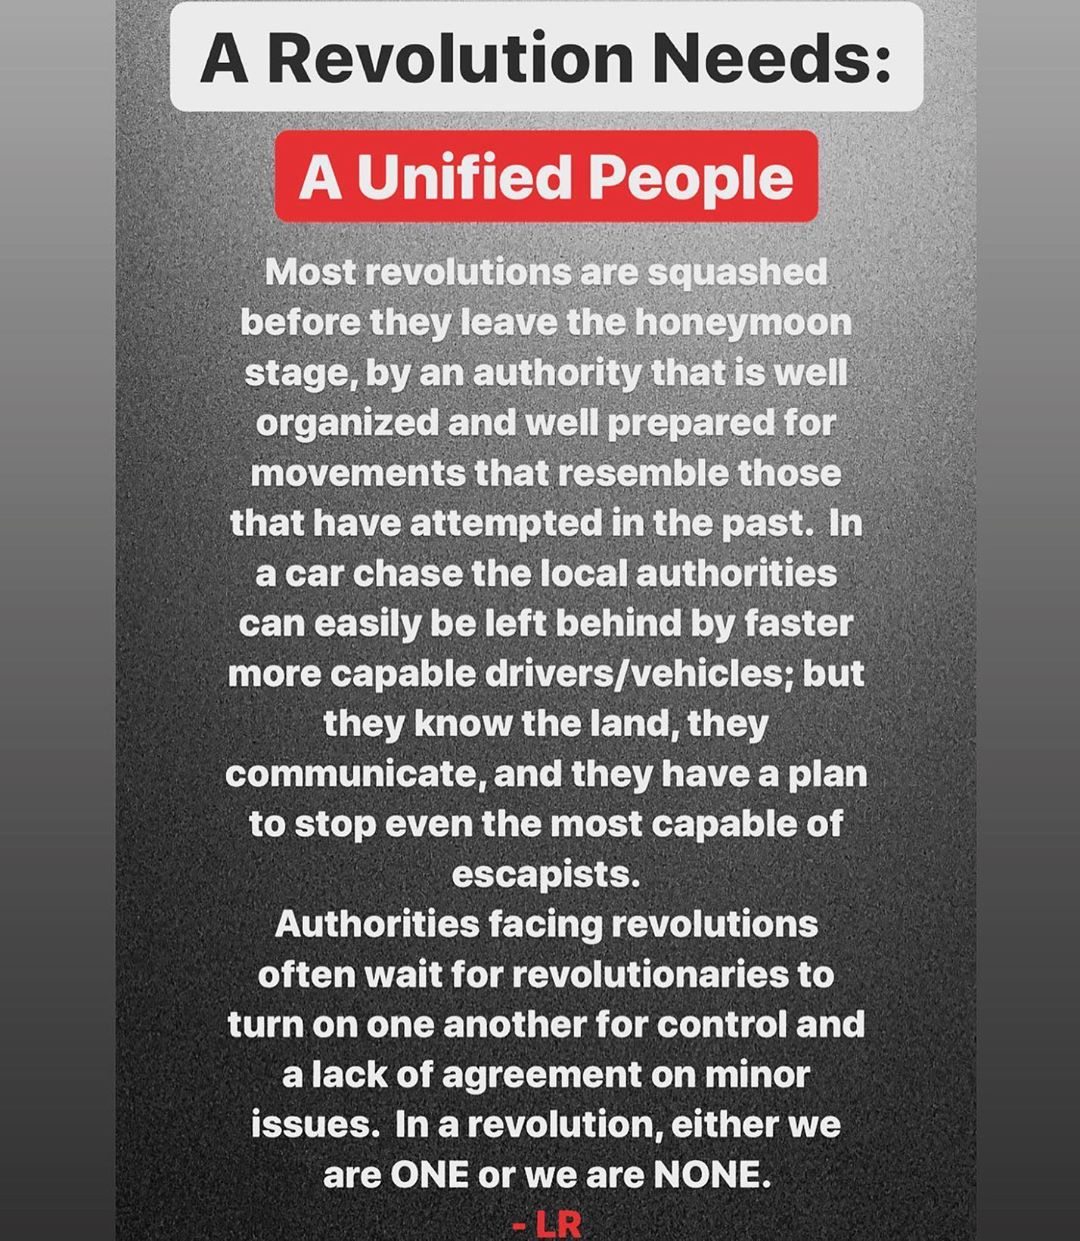 A Revolution Needs:
A Unified People
Most revolutions are squashed
before they leave the honeymoon
stage, by an authority that is well
organized and well prepared for
movements that resemble those
that have attempted in the past.  In
a car chase the local authorities
can easily be left behind by faster
more capable drivers/vehicles; but
they know the land, they
communicate, and they have a plan
to stop even the most capable of
escapists.
Authorities facing revolutions
often wait for revolutionaries to
turn on one another for control and
a lack of agreement on minor
issues.  In a revolution, either we
are ONE or we are NONE.
- LR